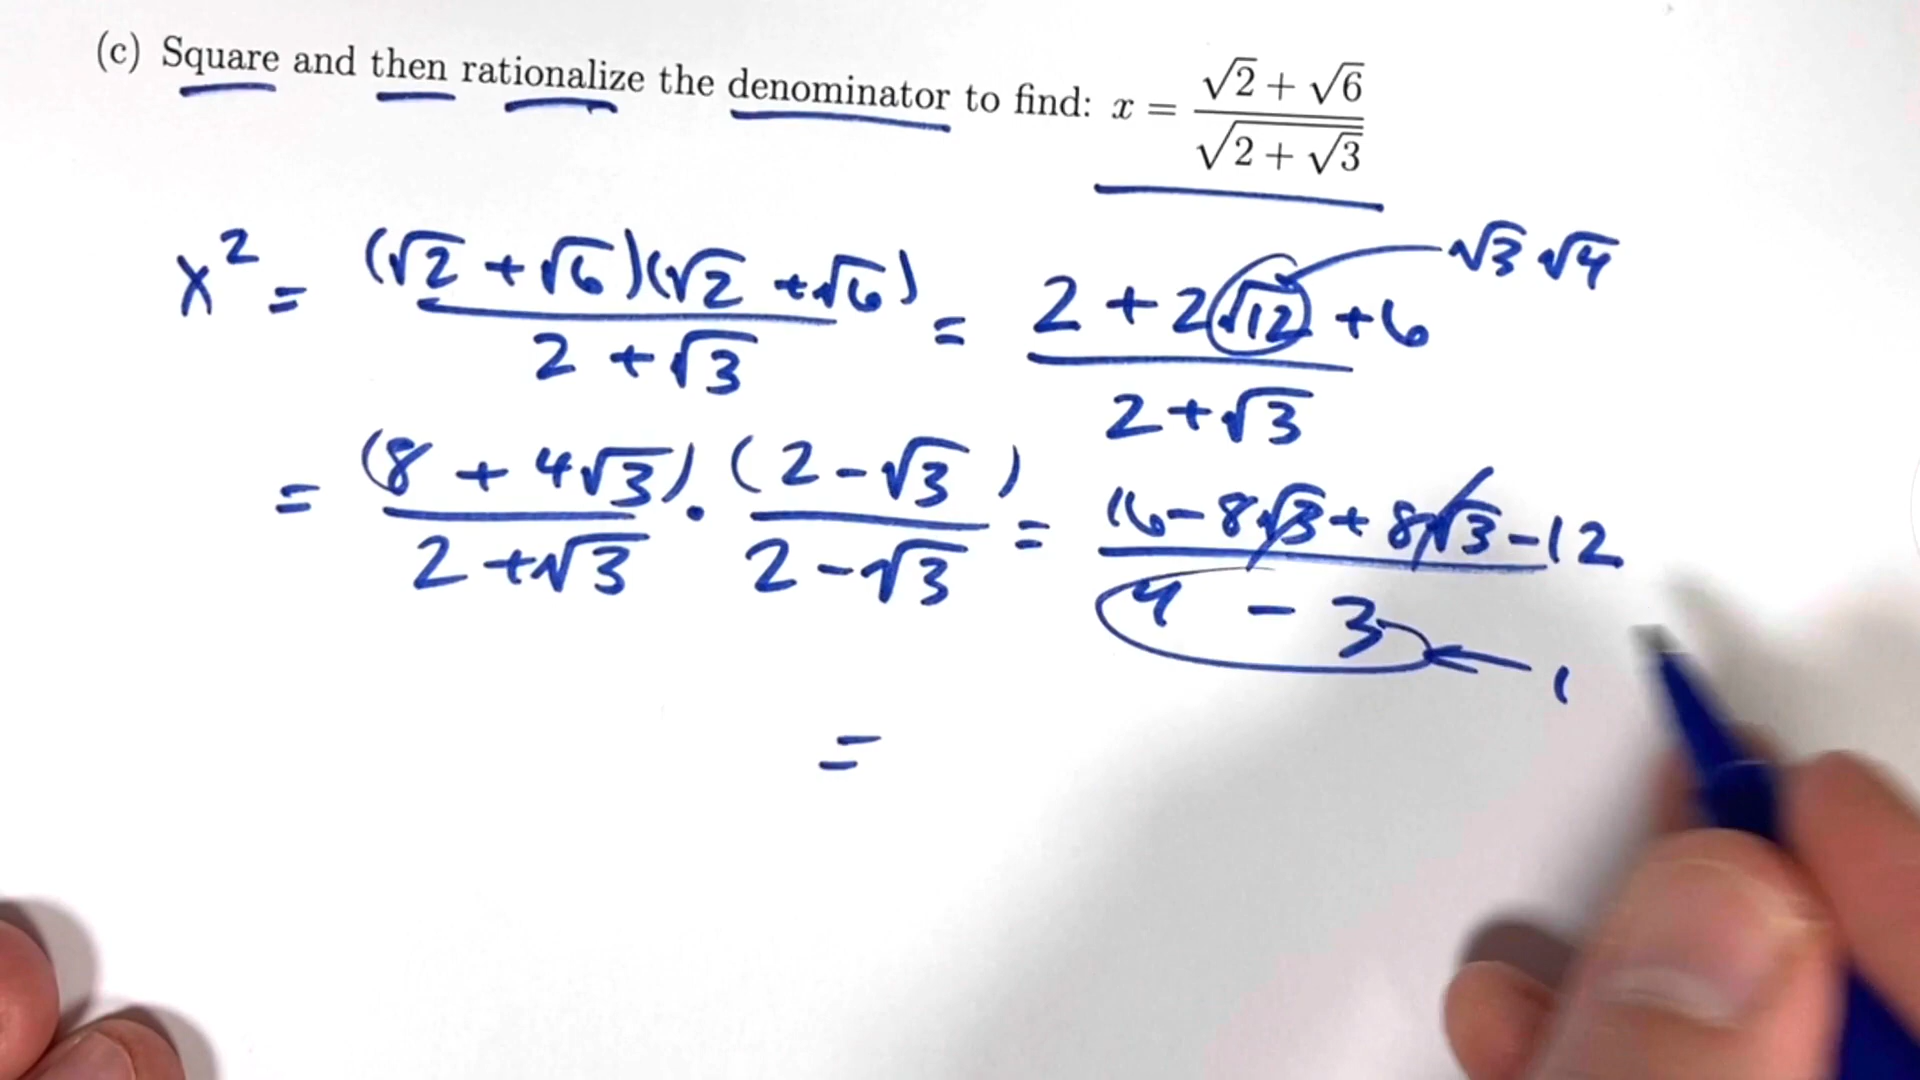 (c) Square and then rationalize the denominator to find: x = (√2 + √6)/√(2 + √3)
x² = (√2 + √6)(√2 + √6)/(2 + √3) = (2 + 2√12 + 6)/(2 + √3) √3 √4
= (8 + 4√3)/(2 + √3) · (2 - √3)/(2 - √3) = (16 - 8√3 + 8√3 - 12)/(4 - 3) 1
=